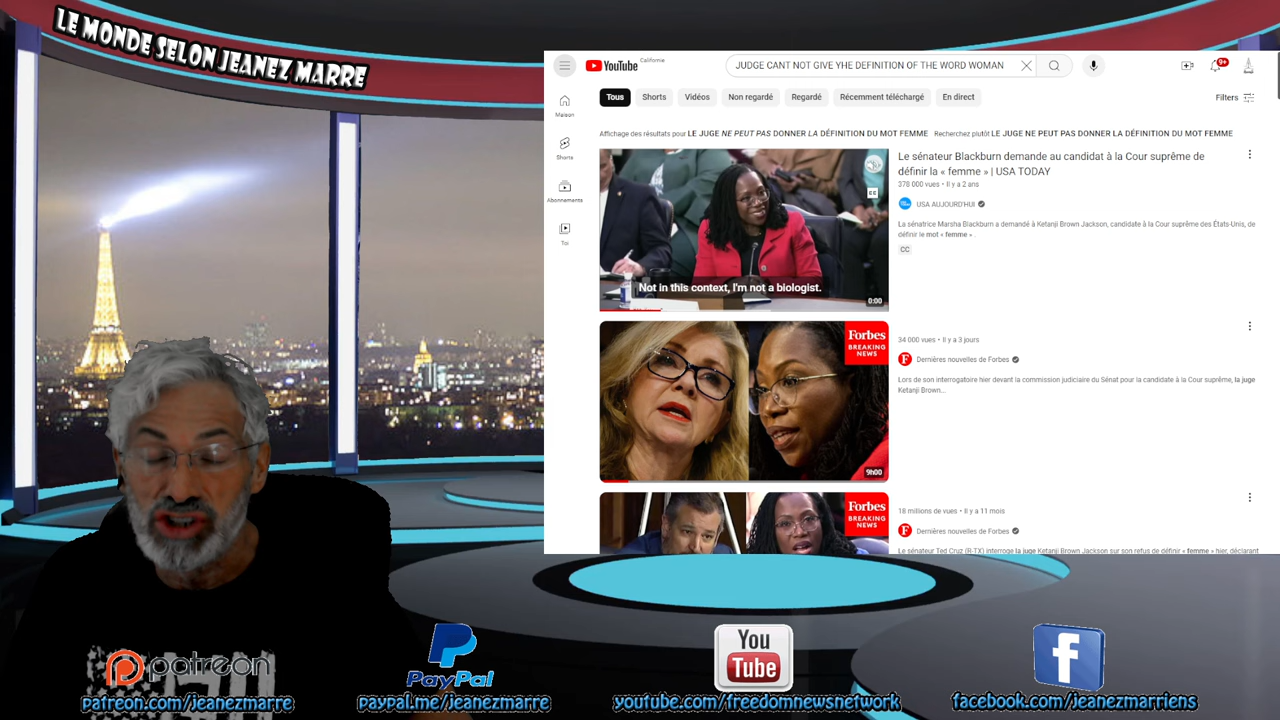 LE MONDE SELON JEANEZ MARRE
YouTube
Californie
JUDGE CANT NOT GIVE YHE DEFINITION OF THE WORD WOMAN
9+
Maison
Shorts
Abonnements
Toi
Tous
Shorts
Vidéos
Non regardé
Regardé
Récemment téléchargé
En direct
Filters
Affichage des résultats pour LE JUGE NE PEUT PAS DONNER LA DÉFINITION DU MOT FEMME Recherchez plutôt LE JUGE NE PEUT PAS DONNER LA DÉFINITION DU MOT FEMME
CC
Not in this context, I'm not a biologist.
0:00
Le sénateur Blackburn demande au candidat à la Cour suprême de
définir la « femme » | USA TODAY
378 000 vues • Il y a 2 ans
USA AUJOURD'HUI
La sénatrice Marsha Blackburn a demandé à Ketanji Brown Jackson, candidate à la Cour suprême des États-Unis, de
définir le mot « femme » .
CC
Forbes
BREAKING
NEWS
9h00
34 000 vues • Il y a 3 jours
Dernières nouvelles de Forbes
Lors de son interrogatoire hier devant la commission judiciaire du Sénat pour la candidate à la Cour suprême, la juge
Ketanji Brown...
Forbes
BREAKING
NEWS
18 millions de vues • Il y a 11 mois
Dernières nouvelles de Forbes
Le sénateur Ted Cruz (R-TX) interroge la juge Ketanji Brown Jackson sur son refus de définir « femme » hier, déclarant
patreon
patreon.com/jeanezmarre
PayPal
paypal.me/jeanezmarre
You
Tube
youtube.com/freedomnewsnetwork
f
facebook.com/jeanezmarriens